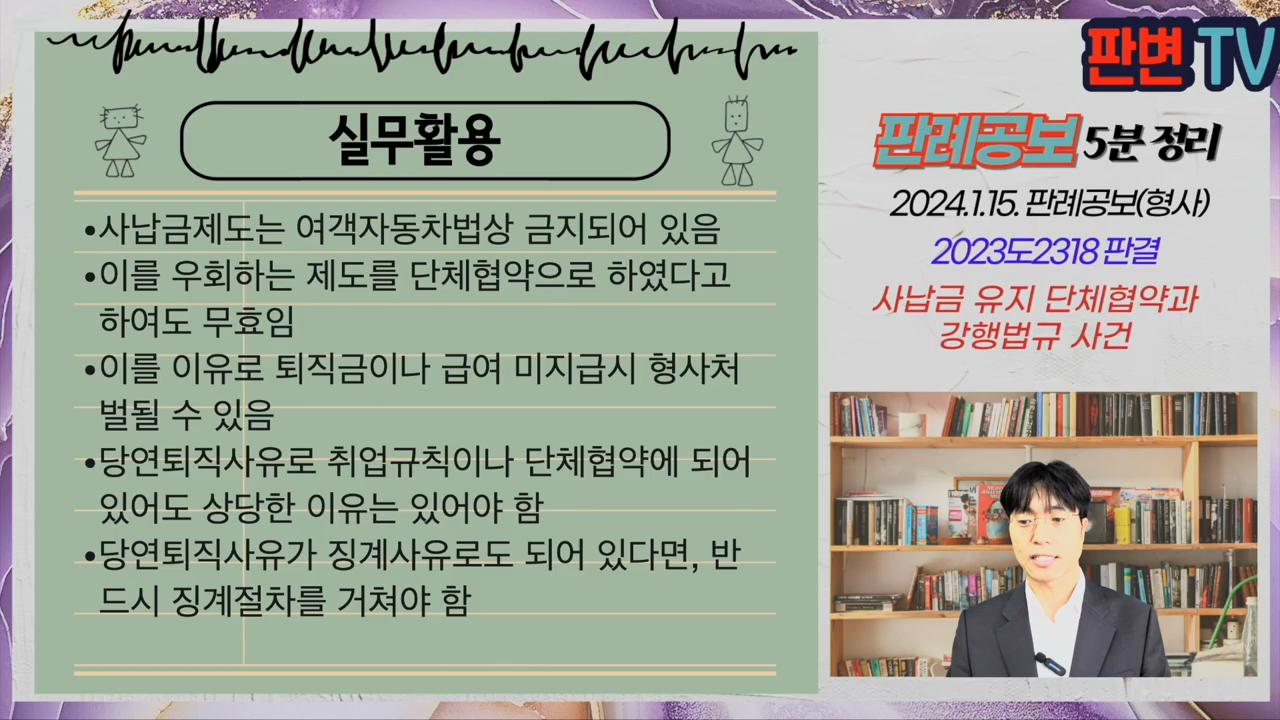 판변 TV
실무활용
•사납금제도는 여객자동차법상 금지되어 있음
•이를 우회하는 제도를 단체협약으로 하였다고
하여도 무효임
•이를 이유로 퇴직금이나 급여 미지급시 형사처
벌될 수 있음
•당연퇴직사유로 취업규칙이나 단체협약에 되어
있어도 상당한 이유는 있어야 함
•당연퇴직사유가 징계사유로도 되어 있다면, 반
드시 징계절차를 거쳐야 함
판례공보 5분 정리
2024.1.15. 판례공보(형사)
2023도2318 판결
사납금 유지 단체협약과
강행법규 사건